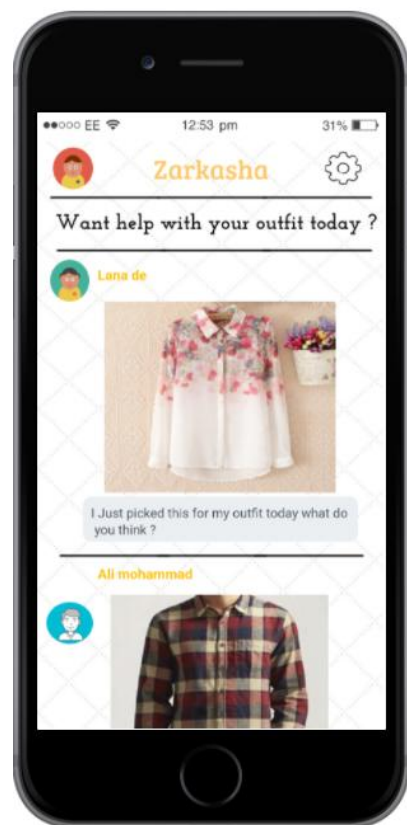 EE 12:53 pm 31%
Zarkasha
Want help with your outfit today ?
Lana de
I Just picked this for my outfit today what do
you think ?
Ali mohammad